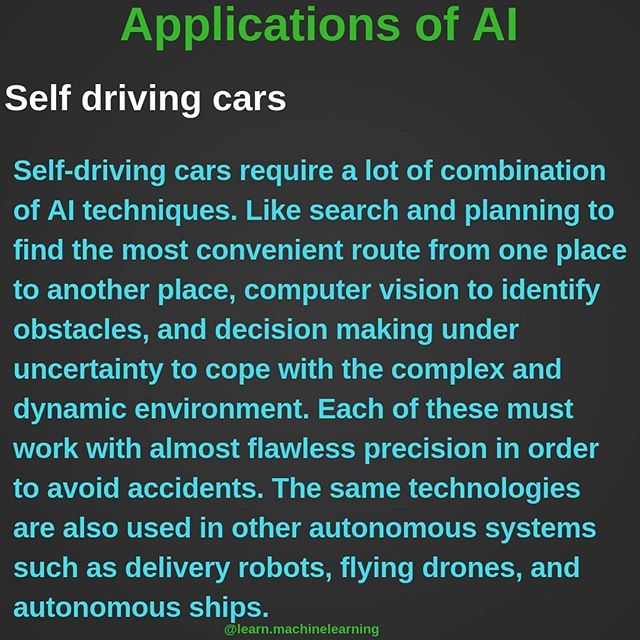 Applications of AI
Self driving cars
Self-driving cars require a lot of combination
of AI techniques. Like search and planning to
find the most convenient route from one place
to another place, computer vision to identify
obstacles, and decision making under
uncertainty to cope with the complex and
dynamic environment. Each of these must
work with almost flawless precision in order
to avoid accidents. The same technologies
are also used in other autonomous systems
such as delivery robots, flying drones, and
autonomous ships.
@learn.machinelearning